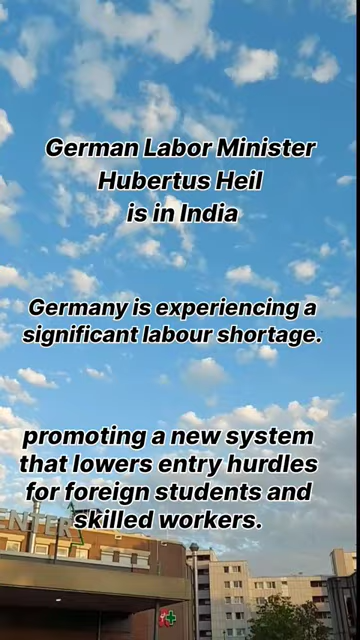 German Labor Minister
Hubertus Heil
is in India
Germany is experiencing a
significant labour shortage.
promoting a new system
that lowers entry hurdles
for foreign students and
skilled workers.